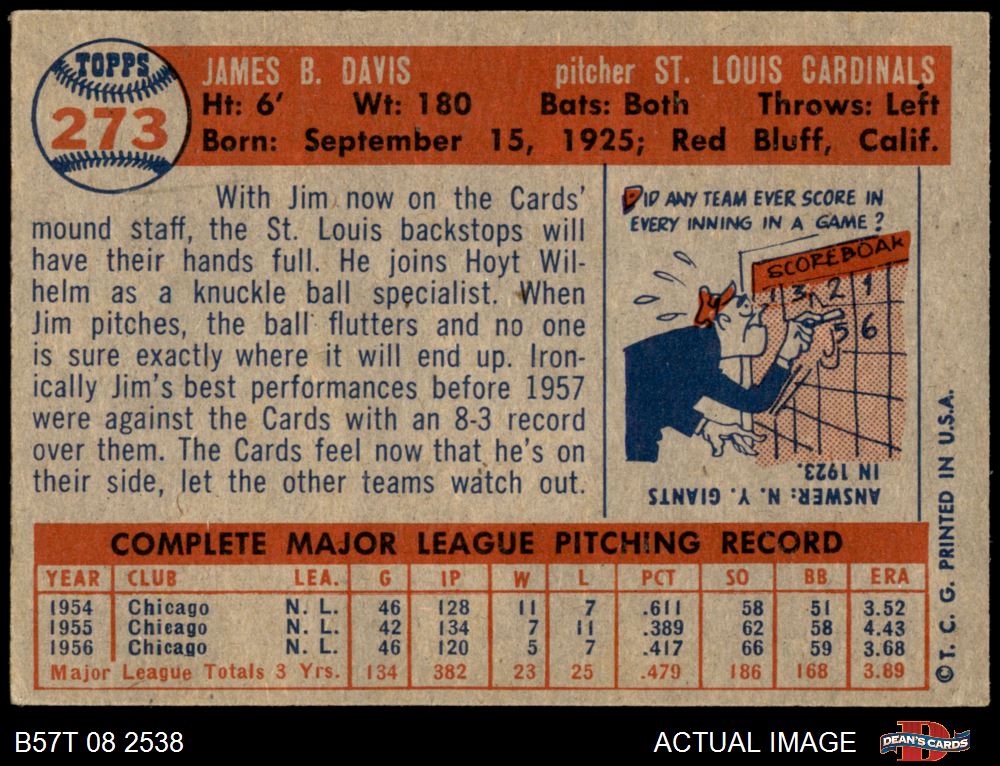 TOPPS
273
JAMES B. DAVIS pitcher ST. LOUIS CARDINALS
Ht: 6' Wt: 180 Bats: Both Throws: Left
Born: September 15, 1925; Red Bluff, Calif.
With Jim now on the Cards'
mound staff, the St. Louis backstops will
have their hands full. He joins Hoyt Wil-
helm as a knuckle ball specialist. When
Jim pitches, the ball flutters and no one
is sure exactly where it will end up. Iron-
ically Jim's best performances before 1957
were against the Cards with an 8-3 record
over them. The Cards feel now that he's on
their side, let the other teams watch out.
DID ANY TEAM EVER SCORE IN
EVERY INNING IN A GAME?
SCOREBOAR
1 3 2 1
5 6
ANSWER: N. Y. GIANTS
IN 1923.
COMPLETE MAJOR LEAGUE PITCHING RECORD
YEAR CLUB LEA. G IP W L PCT SO BB ERA
1954 Chicago N. L. 46 128 11 7 .611 58 51 3.52
1955 Chicago N. L. 42 134 7 11 .389 62 58 4.43
1956 Chicago N. L. 46 120 5 7 .417 66 59 3.68
Major League Totals 3 Yrs. 134 382 23 25 .479 186 168 3.89
© T. C. G. PRINTED IN U.S.A.
B57T 08 2538 ACTUAL IMAGE
D
DEAN'S CARDS